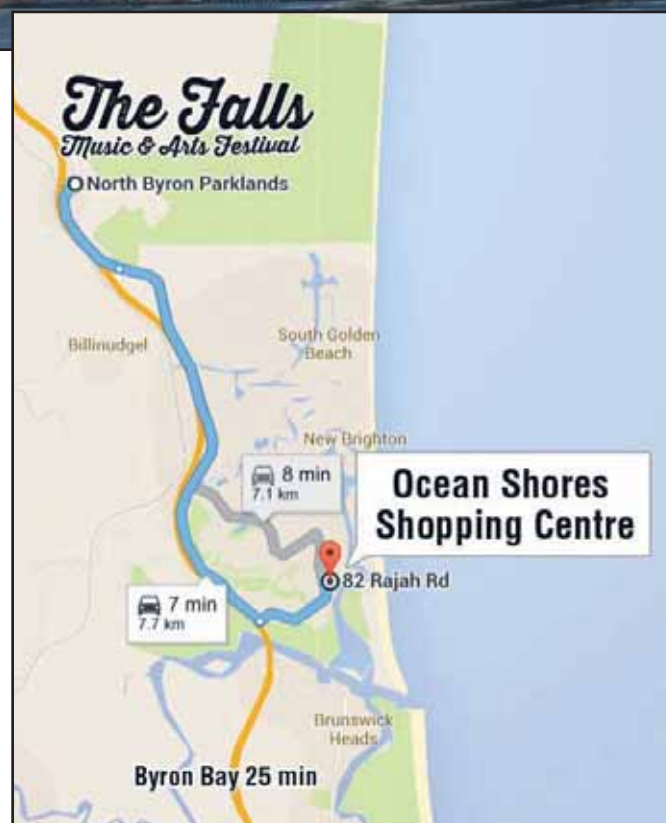 The Falls
Music & Arts Festival
North Byron Parklands
Billinudgel
South Golden
Beach
New Brighton
8 min
7.1 km
Ocean Shores
Shopping Centre
82 Rajah Rd
7 min
7.7 km
Brunswick
Heads
Byron Bay 25 min